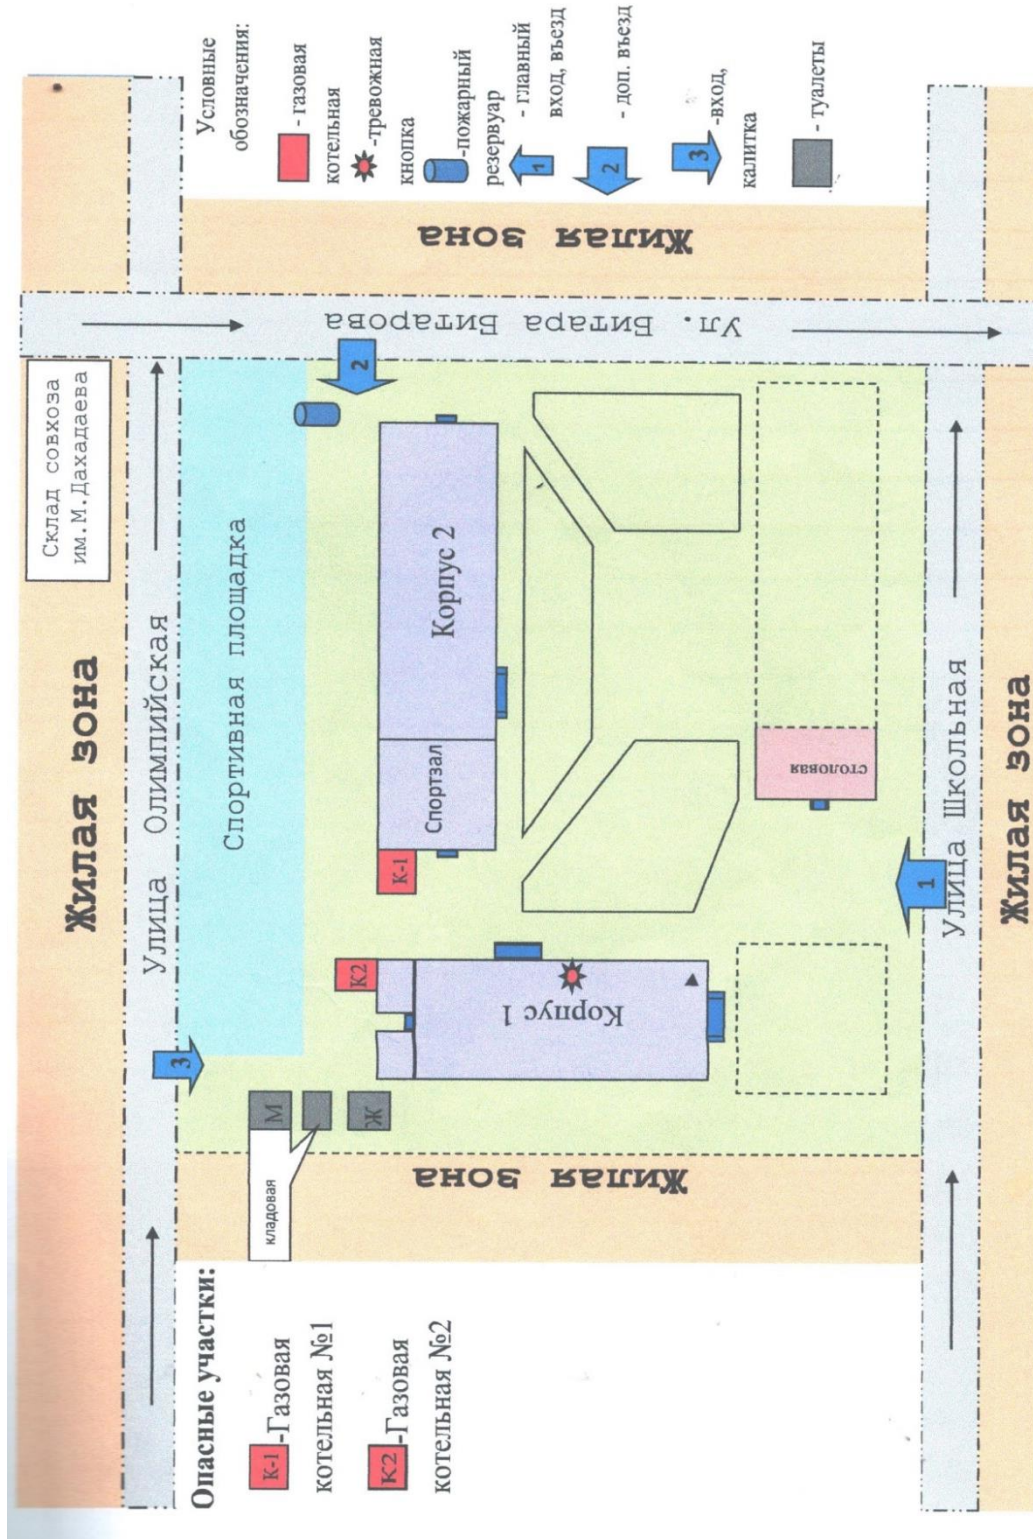 Жилая зона
Склад совхоза
им.М.Дахадаева
Улица Олимпийская
Опасные участки:
К-1 -Газовая
котельная №1
К2 -Газовая
котельная №2
кладовая
М
Ж
3
Спортивная площадка
2
К2
К-1
Спортзал
Корпус 2
Корпус 1
столовая
1
Жилая зона
Ул. Битара Битарова
Жилая зона
Улица Школьная
Жилая зона
Условные
обозначения:
- газовая
котельная
-тревожная
кнопка
-пожарный
резервуар
1 - главный
вход, въезд
2 - доп. въезд
3 -вход,
калитка
- туалеты